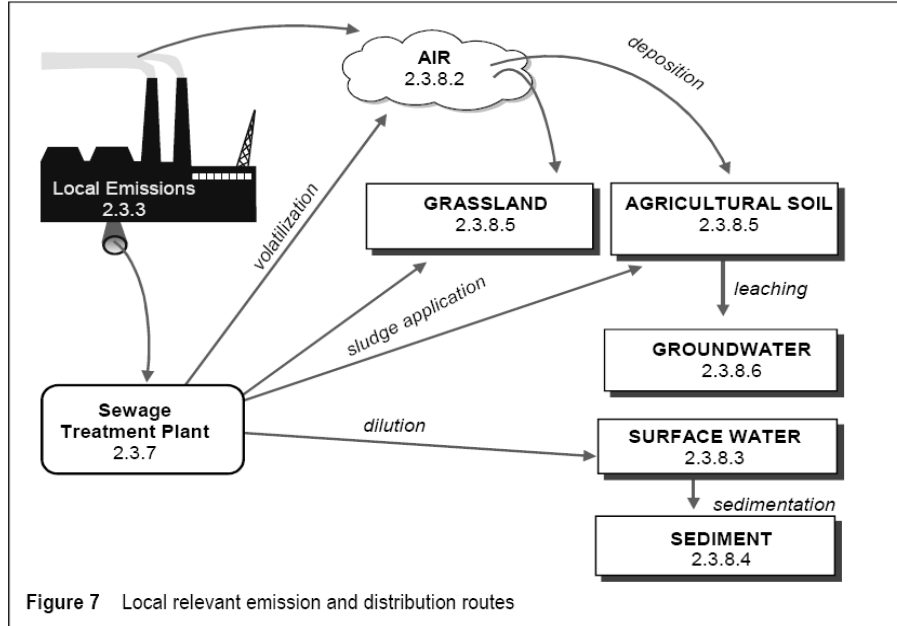 AIR
2.3.8.2
deposition
Local Emissions
2.3.3
volatilization
GRASSLAND
2.3.8.5
AGRICULTURAL SOIL
2.3.8.5
sludge application
leaching
GROUNDWATER
2.3.8.6
Sewage
Treatment Plant
2.3.7
dilution
SURFACE WATER
2.3.8.3
sedimentation
SEDIMENT
2.3.8.4
Figure 7 Local relevant emission and distribution routes